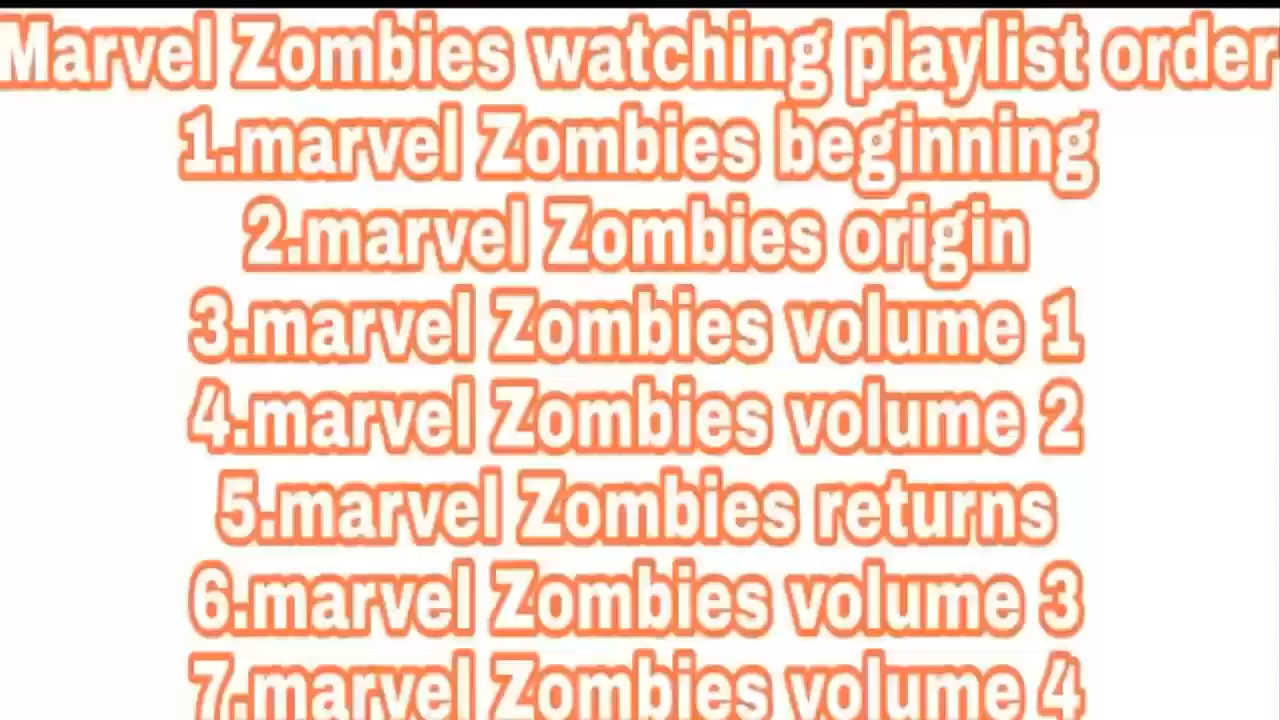 Marvel Zombies watching playlist order
1.marvel Zombies beginning
2.marvel Zombies origin
3.marvel Zombies volume 1
4.marvel Zombies volume 2
5.marvel Zombies returns
6.marvel Zombies volume 3
7.marvel Zombies volume 4